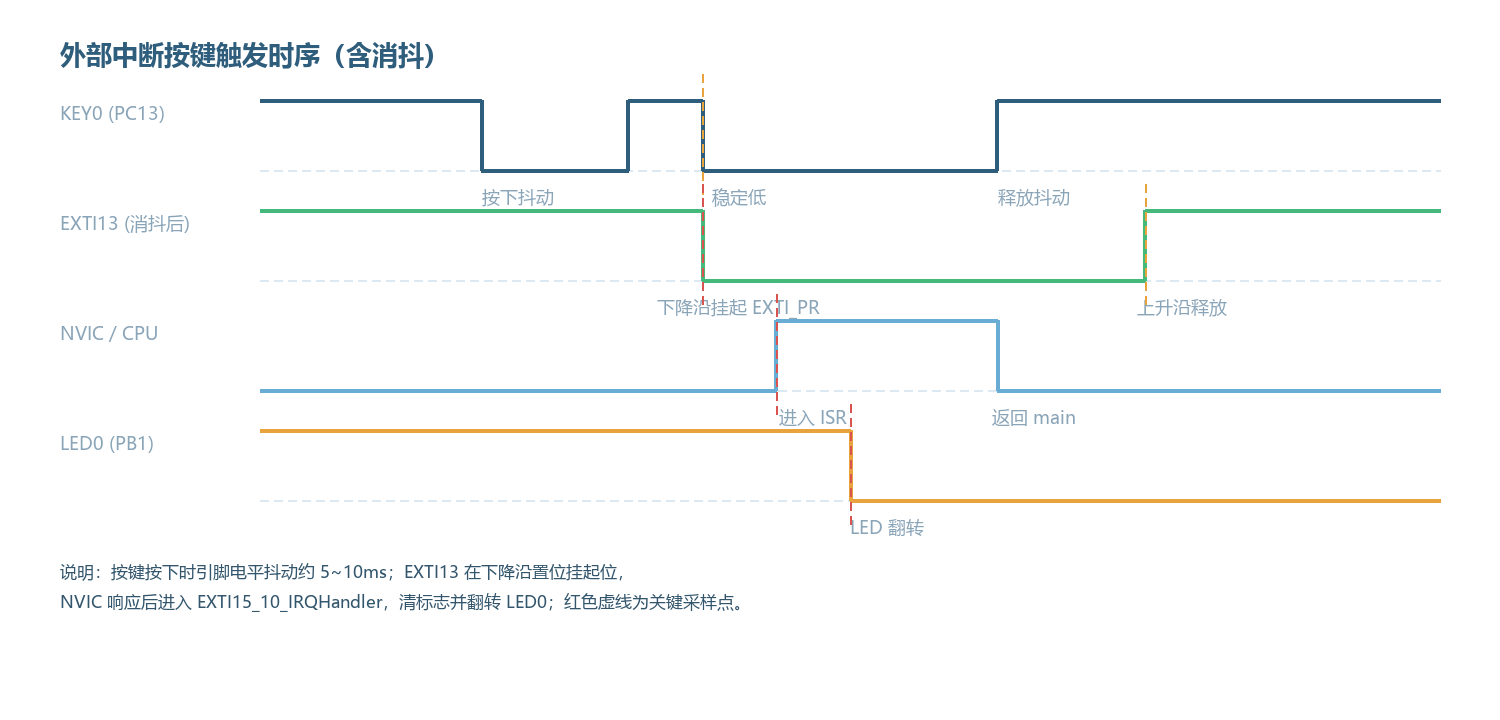 外部中断按键触发时序（含消抖）
KEY0 (PC13)
按下抖动
稳定低
释放抖动
EXTI13 (消抖后)
下降沿挂起 EXTI_PR
上升沿释放
NVIC / CPU
进入 ISR
返回 main
LED0 (PB1)
LED 翻转
说明：按键按下时引脚电平抖动约 5~10ms；EXTI13 在下降沿置位挂起位，
NVIC 响应后进入 EXTI15_10_IRQHandler，清标志并翻转 LED0；红色虚线为关键采样点。